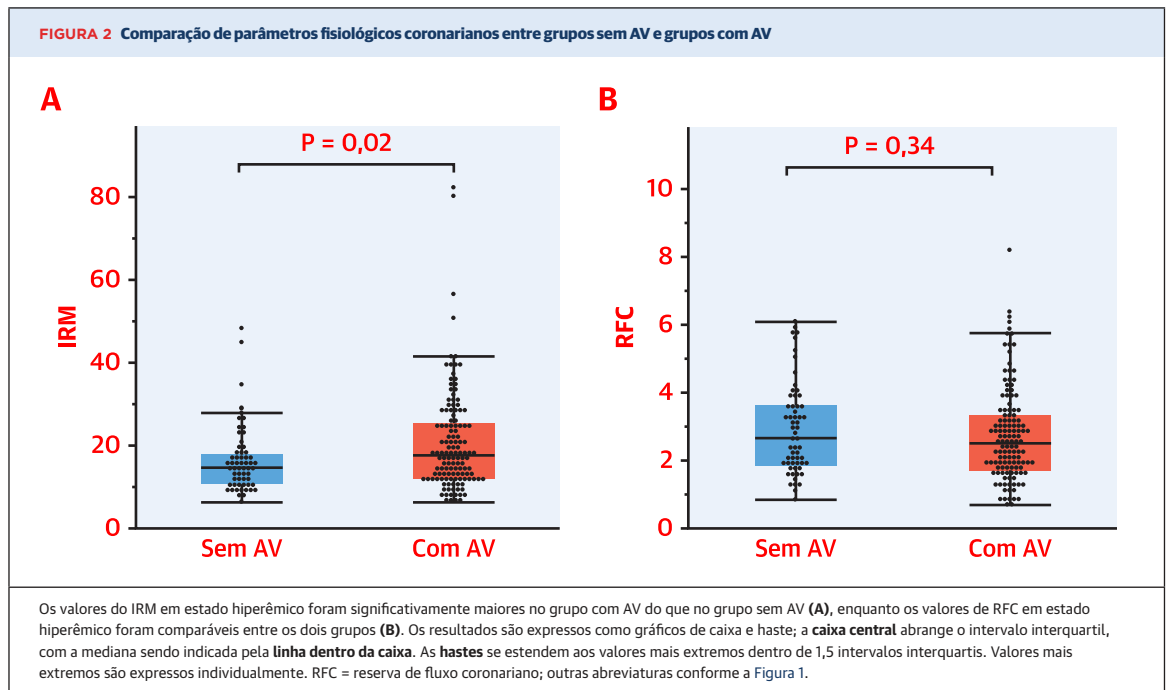 FIGURA 2 Comparação de parâmetros fisiológicos coronarianos entre grupos sem AV e grupos com AV
A
P = 0,02
IRM
80
60
40
20
0
Sem AV
Com AV
B
P = 0,34
RFC
10
8
6
4
2
0
Sem AV
Com AV
Os valores do IRM em estado hiperêmico foram significativamente maiores no grupo com AV do que no grupo sem AV (A), enquanto os valores de RFC em estado
hiperêmico foram comparáveis entre os dois grupos (B). Os resultados são expressos como gráficos de caixa e haste; a caixa central abrange o intervalo interquartil,
com a mediana sendo indicada pela linha dentro da caixa. As hastes se estendem aos valores mais extremos dentro de 1,5 intervalos interquartis. Valores mais
extremos são expressos individualmente. RFC = reserva de fluxo coronariano; outras abreviaturas conforme a Figura 1.